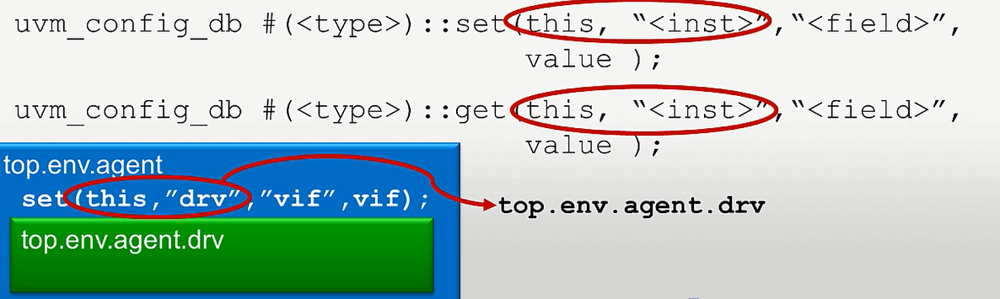 uvm_config_db #(<type>)::set(this, “<inst>”,“<field>”,
value );
uvm_config_db #(<type>)::get(this, “<inst>”,“<field>”,
value );
top.env.agent
set(this,”drv”,”vif”,vif);
top.env.agent.drv
top.env.agent.drv